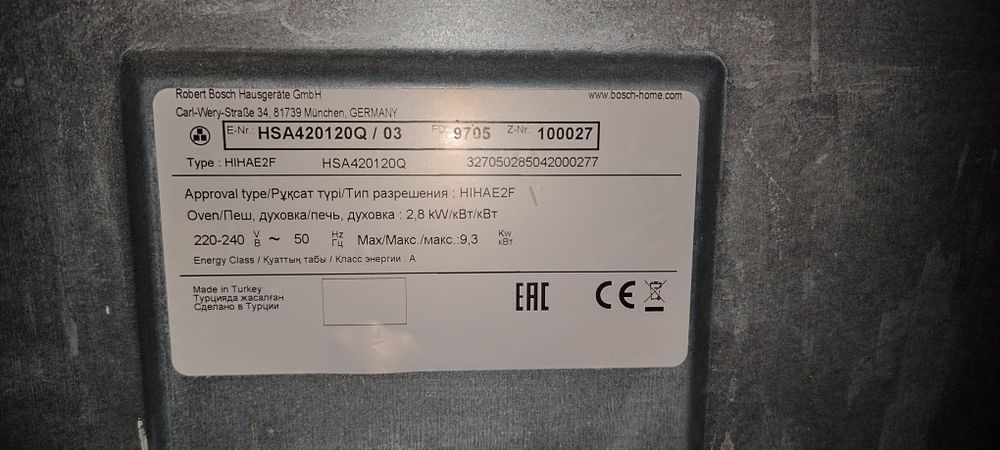 Robert Bosch Hausgeräte GmbH www.bosch-home.com
Carl-Wery-Straße 34, 81739 München, GERMANY
E-Nr.: HSA420120Q / 03 FD: 9705 Z-Nr.: 100027
Type : HIHAE2F HSA420120Q 327050285042000277
Approval type/Рұқсат түрі/Тип разрешения : HIHAE2F
Oven/Пеш, духовка/печь, духовка : 2,8 kW/кВт/кВт
220-240 V/В ~ 50 Hz/Гц Max/Макс./макс.:9,3 Kw/кВт
Energy Class / Қуаттың табы / Класс энергии : A
Made in Turkey
Турцияда жасалған
Сделано в Турции
EAC CE